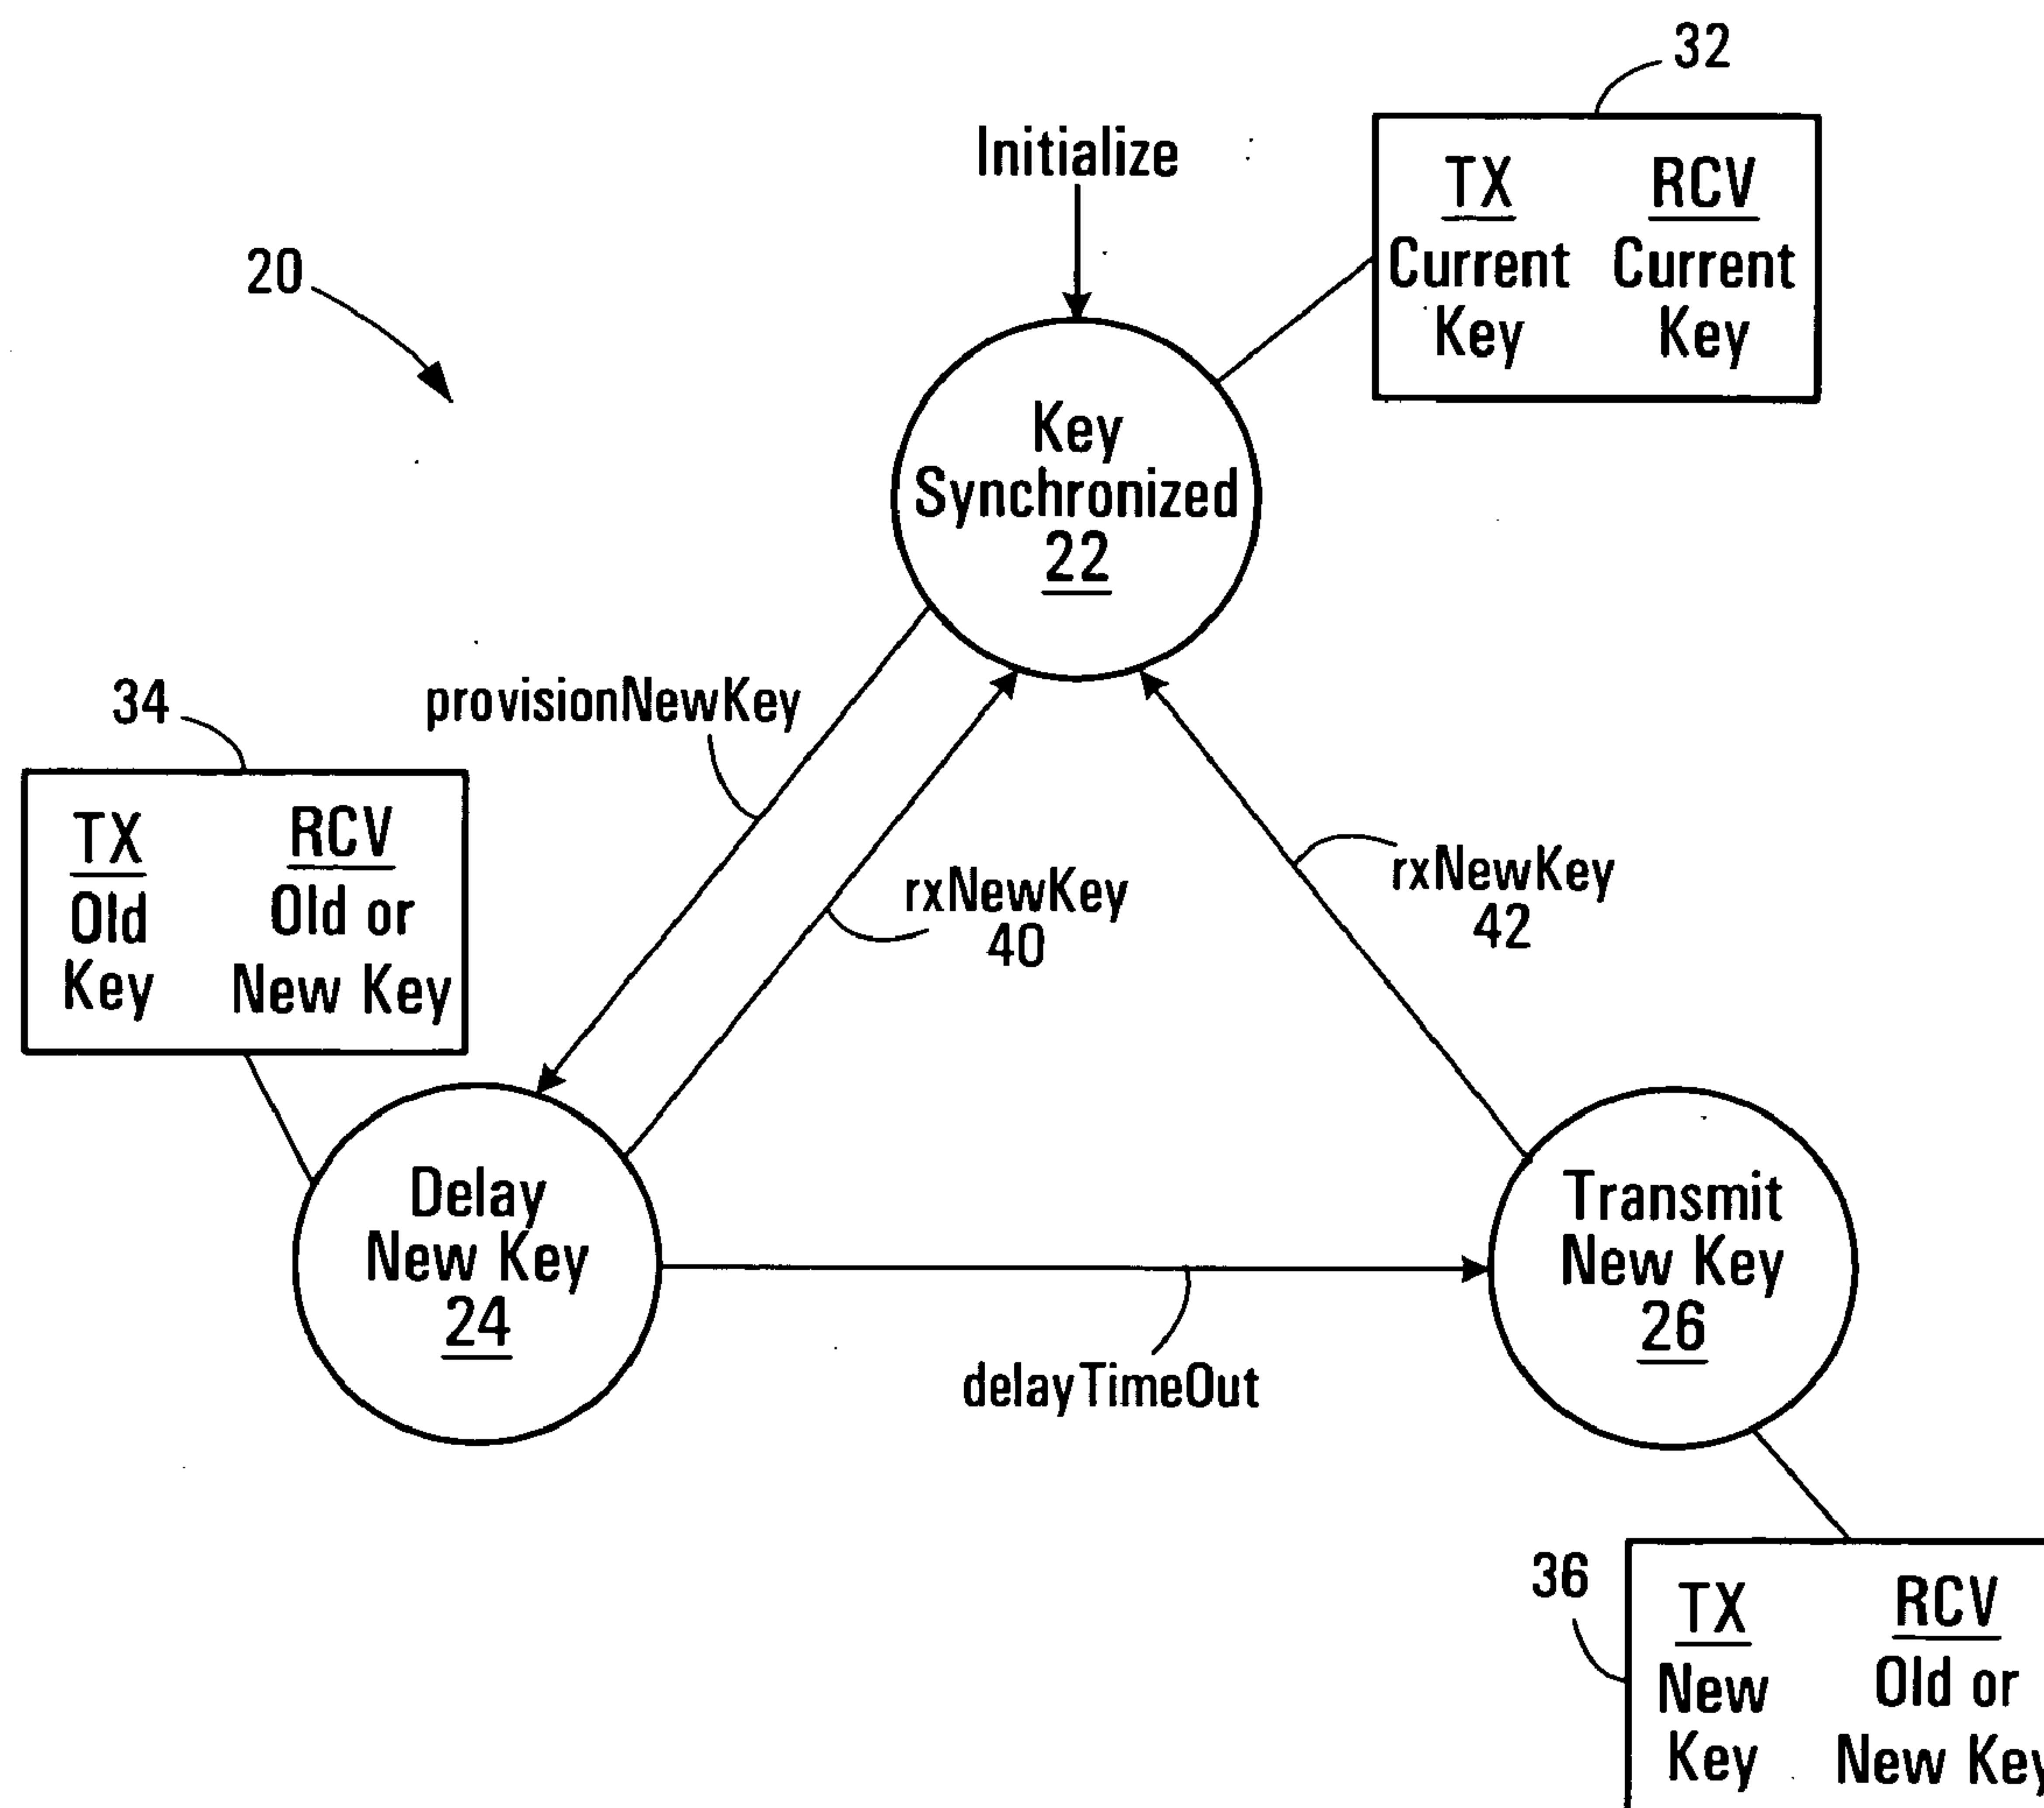 32
Initialize
TX RCV
Current Current
Key Key
20
Key
Synchronized
22
provisionNewKey
34
TX RCV
Old Old or
Key New Key
rxNewKey
40
rxNewKey
42
Delay
New Key
24
Transmit
New Key
26
delayTimeOut
36
TX RCV
New Old or
Key New Key